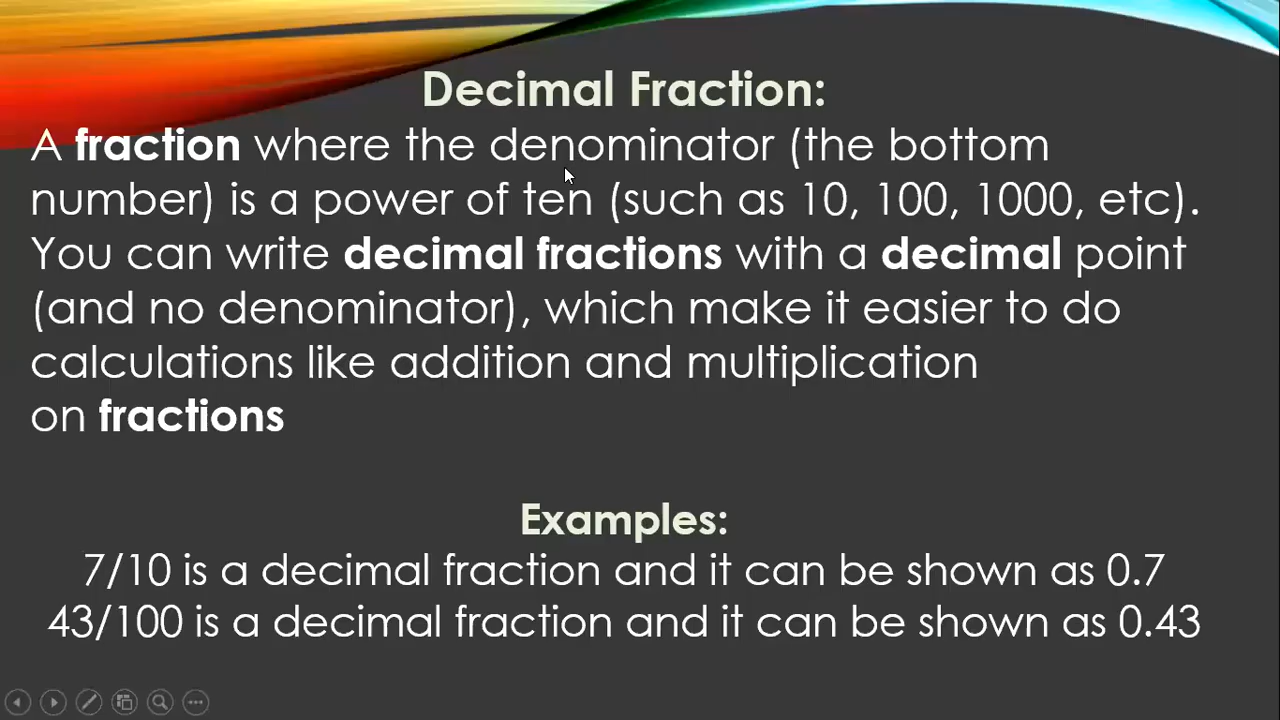 Decimal Fraction:
A fraction where the denominator (the bottom
number) is a power of ten (such as 10, 100, 1000, etc).
You can write decimal fractions with a decimal point
(and no denominator), which make it easier to do
calculations like addition and multiplication
on fractions
Examples:
7/10 is a decimal fraction and it can be shown as 0.7
43/100 is a decimal fraction and it can be shown as 0.43